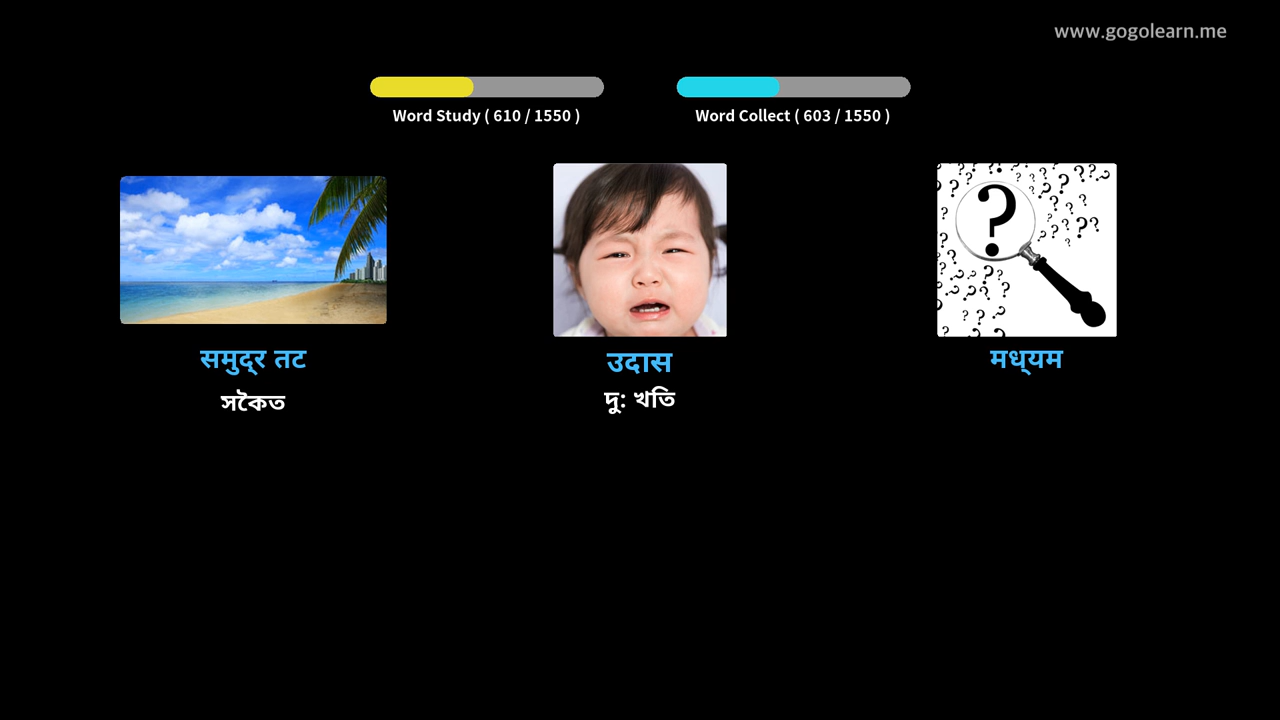 www.gogolearn.me
Word Study ( 610 / 1550 )
Word Collect ( 603 / 1550 )
समुद्‌र तट
उदास
मध्‌यम
সকৈত
দু: খতি